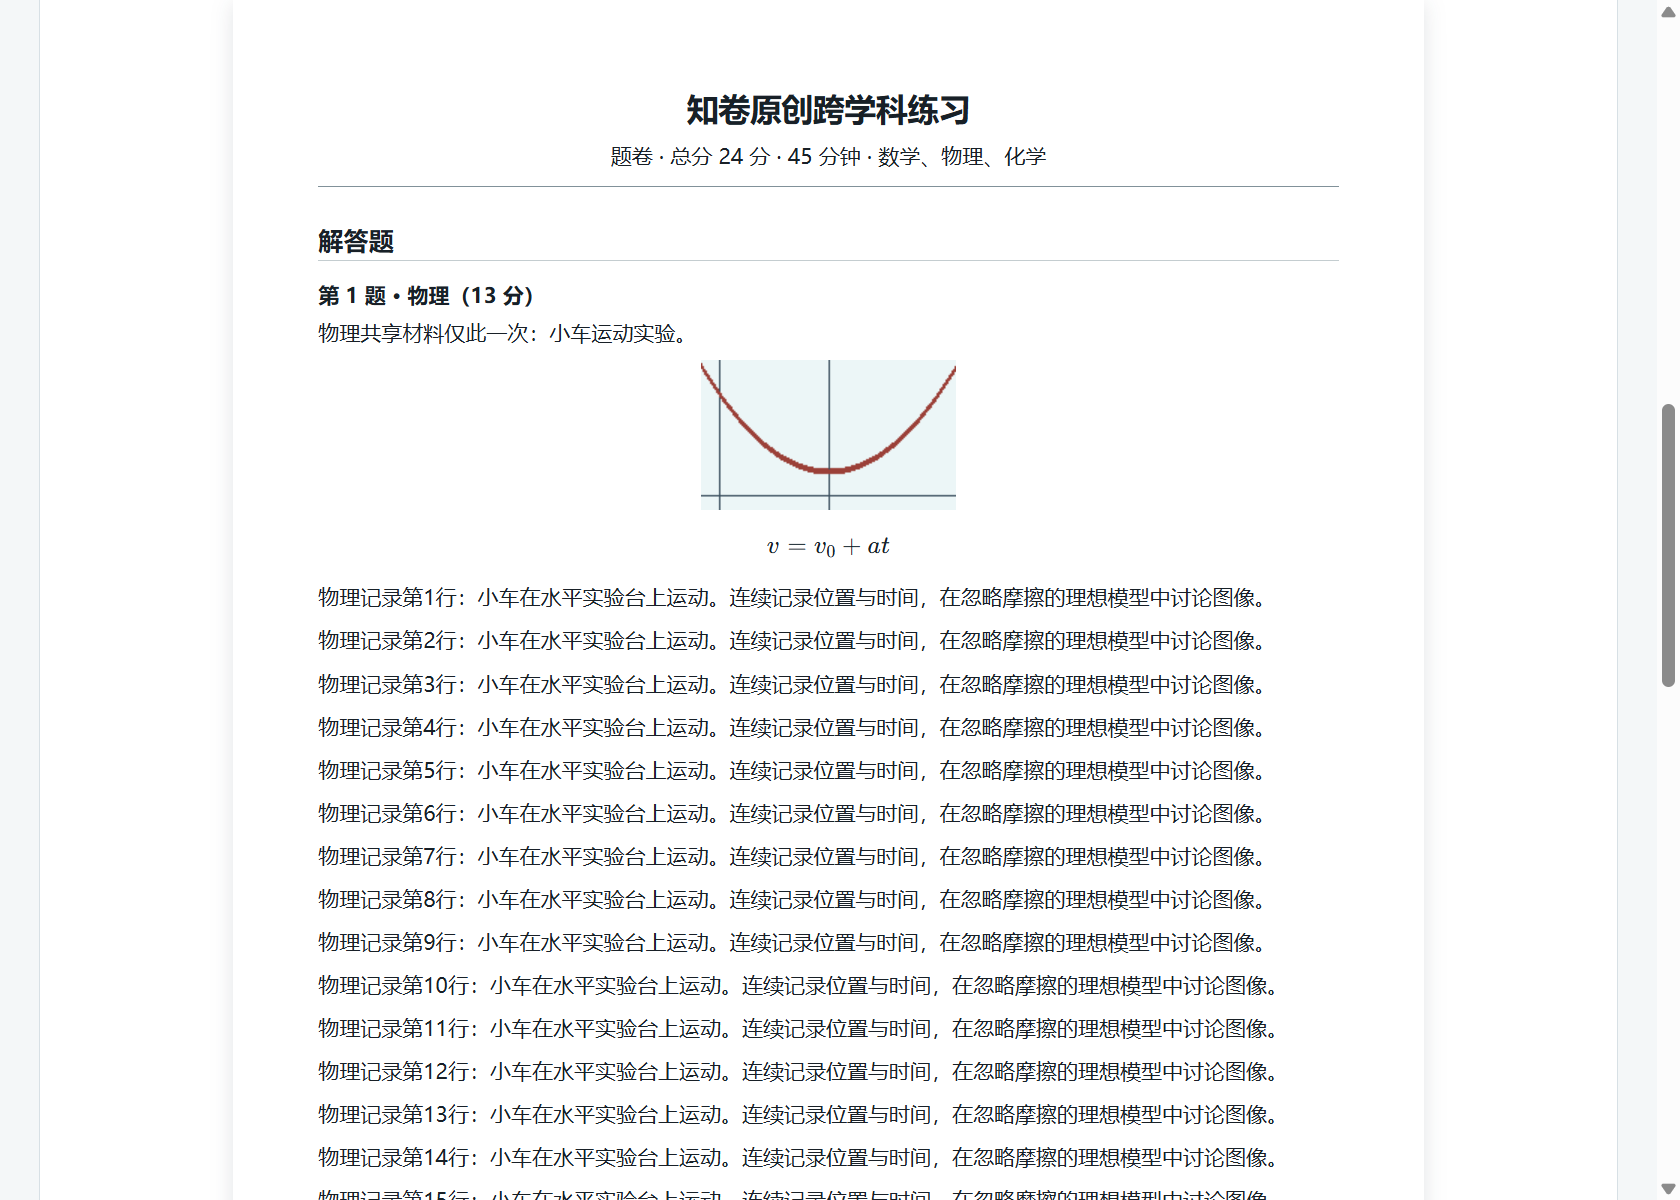 知卷原创跨学科练习
题卷 · 总分 24 分 · 45 分钟 · 数学、物理、化学
解答题
第 1 题 · 物理（13 分）
物理共享材料仅此一次：小车运动实验。
v = v₀ + at
物理记录第1行：小车在水平实验台上运动。连续记录位置与时间，在忽略摩擦的理想模型中讨论图像。
物理记录第2行：小车在水平实验台上运动。连续记录位置与时间，在忽略摩擦的理想模型中讨论图像。
物理记录第3行：小车在水平实验台上运动。连续记录位置与时间，在忽略摩擦的理想模型中讨论图像。
物理记录第4行：小车在水平实验台上运动。连续记录位置与时间，在忽略摩擦的理想模型中讨论图像。
物理记录第5行：小车在水平实验台上运动。连续记录位置与时间，在忽略摩擦的理想模型中讨论图像。
物理记录第6行：小车在水平实验台上运动。连续记录位置与时间，在忽略摩擦的理想模型中讨论图像。
物理记录第7行：小车在水平实验台上运动。连续记录位置与时间，在忽略摩擦的理想模型中讨论图像。
物理记录第8行：小车在水平实验台上运动。连续记录位置与时间，在忽略摩擦的理想模型中讨论图像。
物理记录第9行：小车在水平实验台上运动。连续记录位置与时间，在忽略摩擦的理想模型中讨论图像。
物理记录第10行：小车在水平实验台上运动。连续记录位置与时间，在忽略摩擦的理想模型中讨论图像。
物理记录第11行：小车在水平实验台上运动。连续记录位置与时间，在忽略摩擦的理想模型中讨论图像。
物理记录第12行：小车在水平实验台上运动。连续记录位置与时间，在忽略摩擦的理想模型中讨论图像。
物理记录第13行：小车在水平实验台上运动。连续记录位置与时间，在忽略摩擦的理想模型中讨论图像。
物理记录第14行：小车在水平实验台上运动。连续记录位置与时间，在忽略摩擦的理想模型中讨论图像。